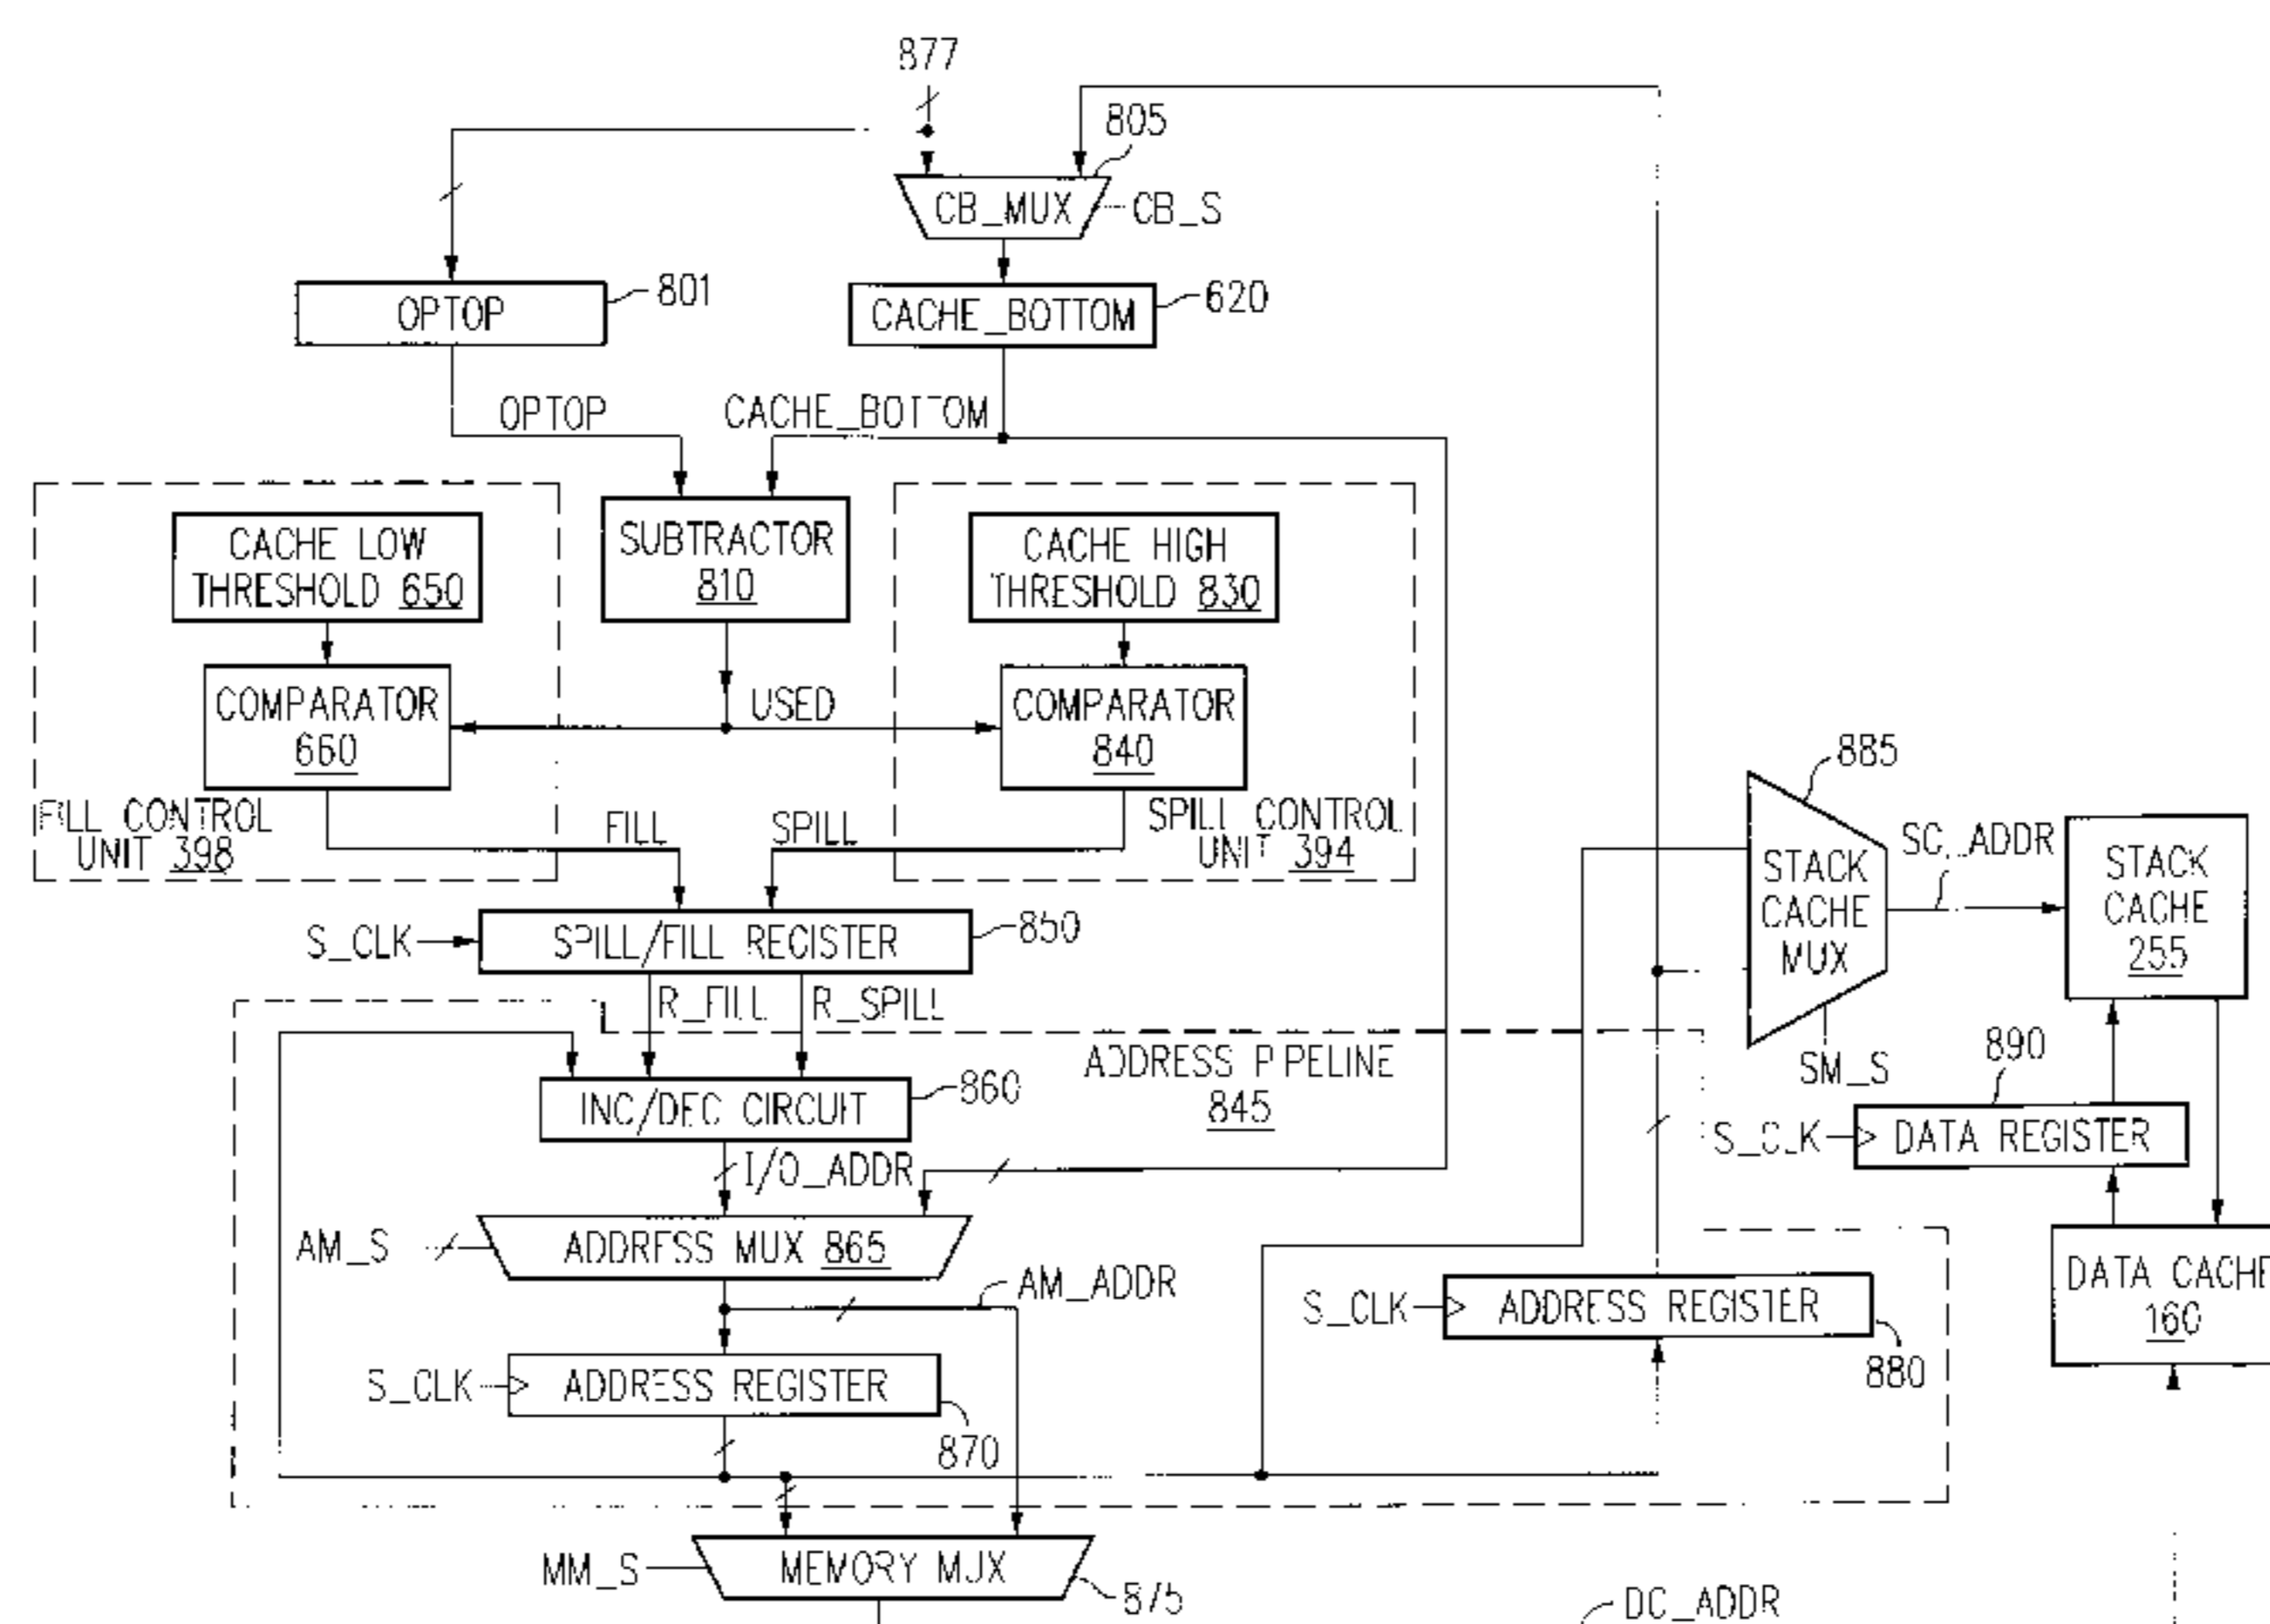 877
805
CB_MUX
CB_S
OPTOP
801
CACHE_BOTTOM
620
OPTOP
CACHE_BOTTOM
CACHE LOW
THRESHOLD 650
SUBTRACTOR
810
CACHE HIGH
THRESHOLD 830
COMPARATOR
660
USED
COMPARATOR
840
FILL CONTROL
UNIT 398
FILL
SPILL
SPILL CONTROL
UNIT 394
885
STACK
CACHE
MUX
SC_ADDR
STACK
CACHE
255
S_CLK
SPILL/FILL REGISTER
850
R_FILL
R_SPILL
ADDRESS PIPELINE
845
SM_S
890
INC/DEC CIRCUIT
860
S_CLK
DATA REGISTER
I/O_ADDR
AM_S
ADDRESS MUX 865
AM_ADDR
S_CLK
ADDRESS REGISTER
880
DATA CACHE
160
S_CLK
ADDRESS REGISTER
870
MM_S
MEMORY MUX
875
DC_ADDR